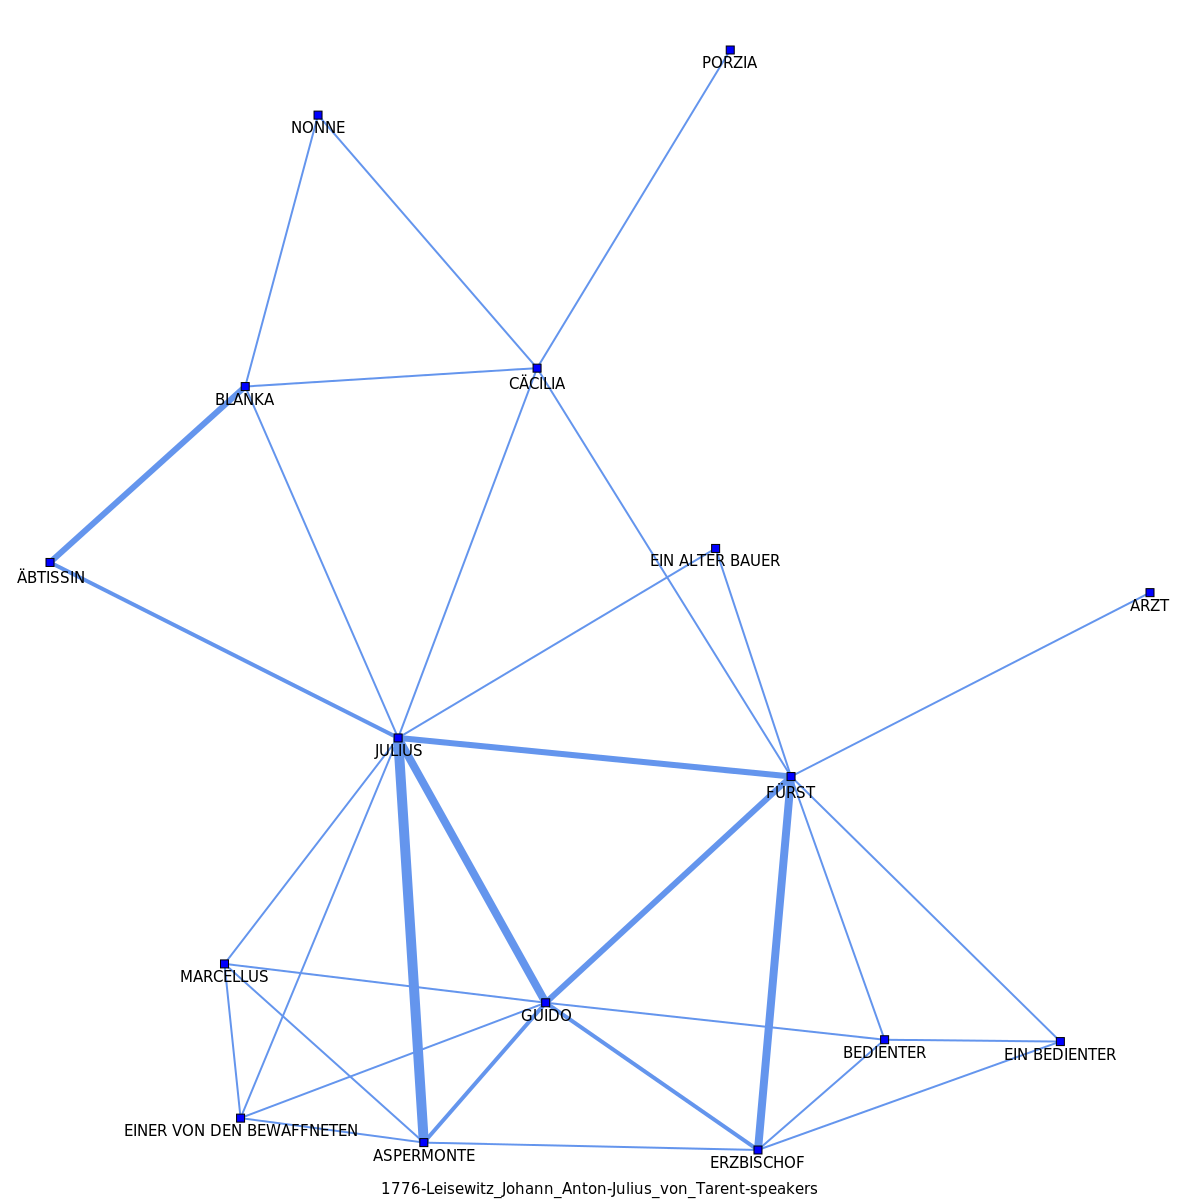 PORZIA
NONNE
CÄCILIA
BLANKA
EIN ALTER BAUER
ÄBTISSIN
ARZT
JULIUS
FÜRST
MARCELLUS
GUIDO
BEDIENTER
EIN BEDIENTER
EINER VON DEN BEWAFFNETEN
ASPERMONTE
ERZBISCHOF
1776-Leisewitz_Johann_Anton-Julius_von_Tarent-speakers